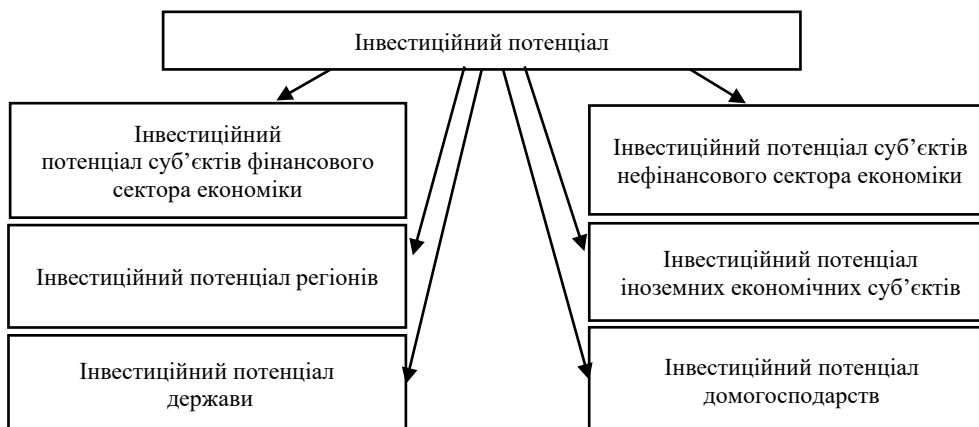 Інвестиційний потенціал
Інвестиційний
потенціал суб’єктів фінансового
сектора економіки
Інвестиційний потенціал суб’єктів
нефінансового сектора економіки
Інвестиційний потенціал регіонів
Інвестиційний потенціал
іноземних економічних суб’єктів
Інвестиційний потенціал
держави
Інвестиційний потенціал
домогосподарств